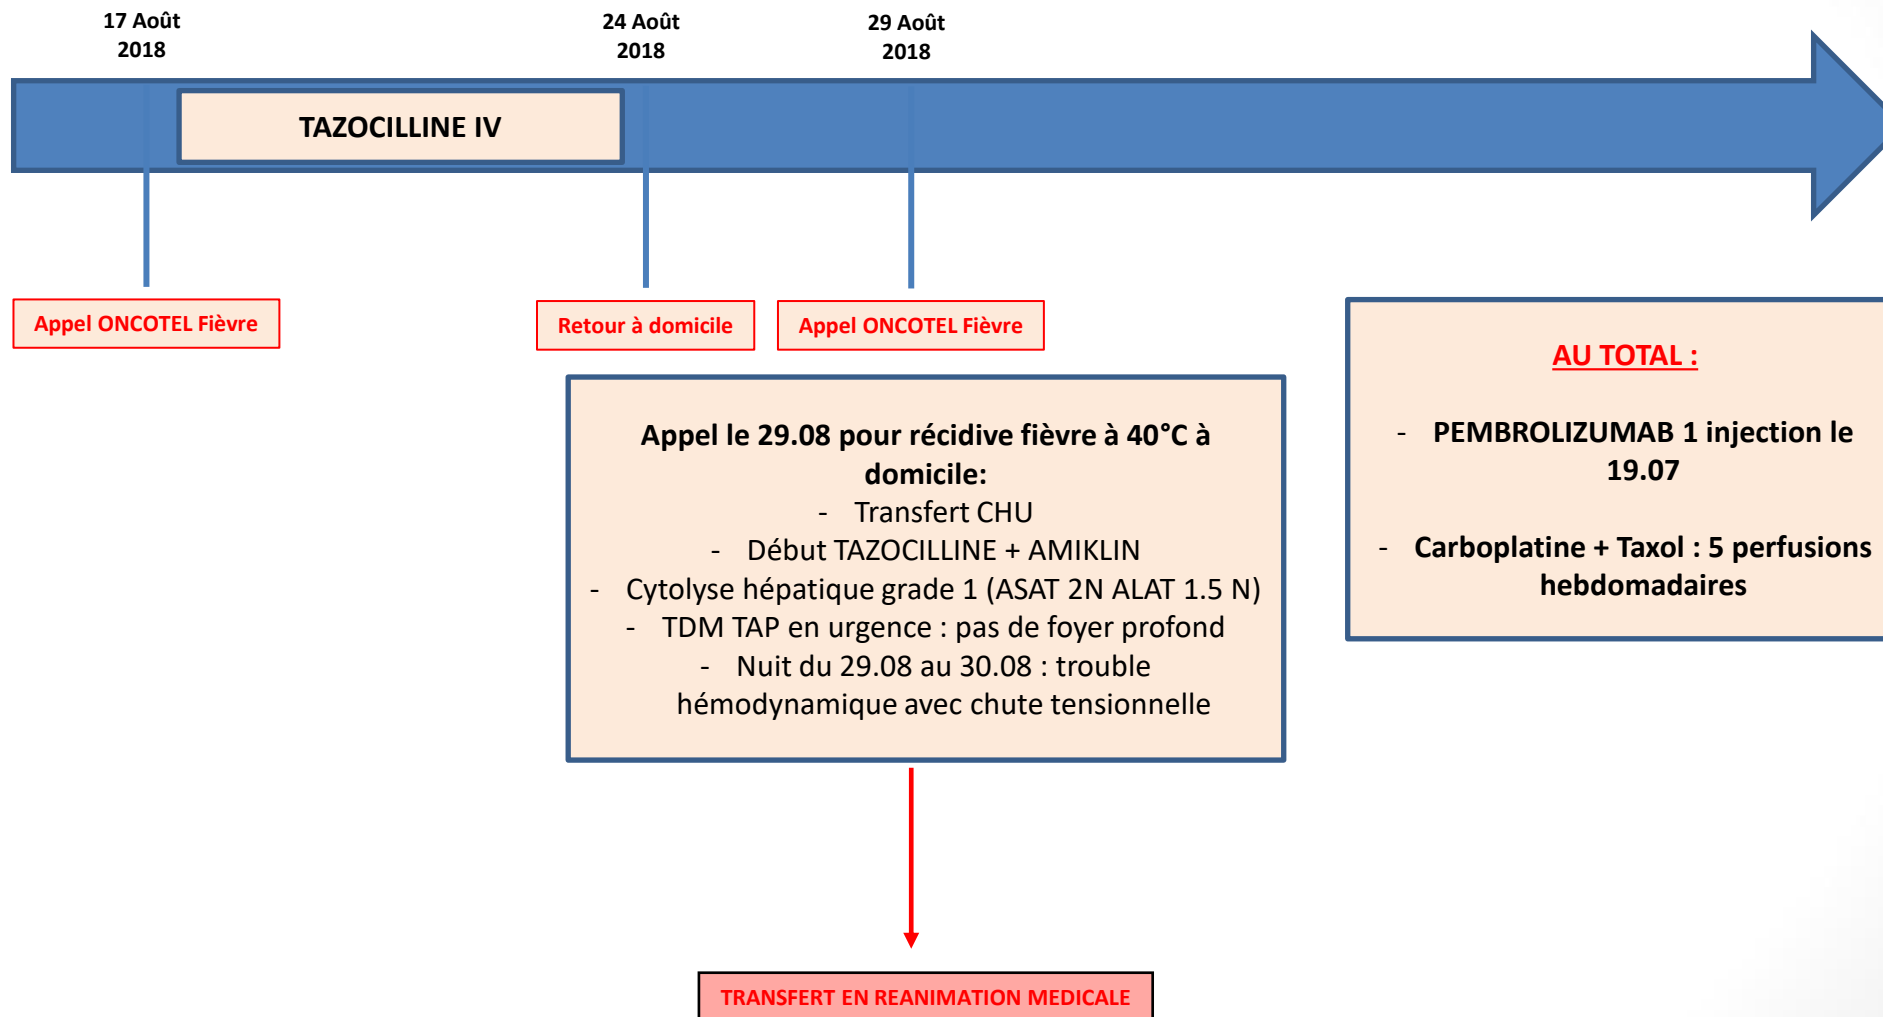 17 Août
2018
24 Août
2018
29 Août
2018
TAZOCILLINE IV
Appel ONCOTEL Fièvre
Retour à domicile
Appel ONCOTEL Fièvre
Appel le 29.08 pour récidive fièvre à 40°C à
domicile:
- Transfert CHU
- Début TAZOCILLINE + AMIKLIN
- Cytolyse hépatique grade 1 (ASAT 2N ALAT 1.5 N)
- TDM TAP en urgence : pas de foyer profond
- Nuit du 29.08 au 30.08 : trouble
hémodynamique avec chute tensionnelle
AU TOTAL :
- PEMBROLIZUMAB 1 injection le
19.07
- Carboplatine + Taxol : 5 perfusions
hebdomadaires
TRANSFERT EN REANIMATION MEDICALE